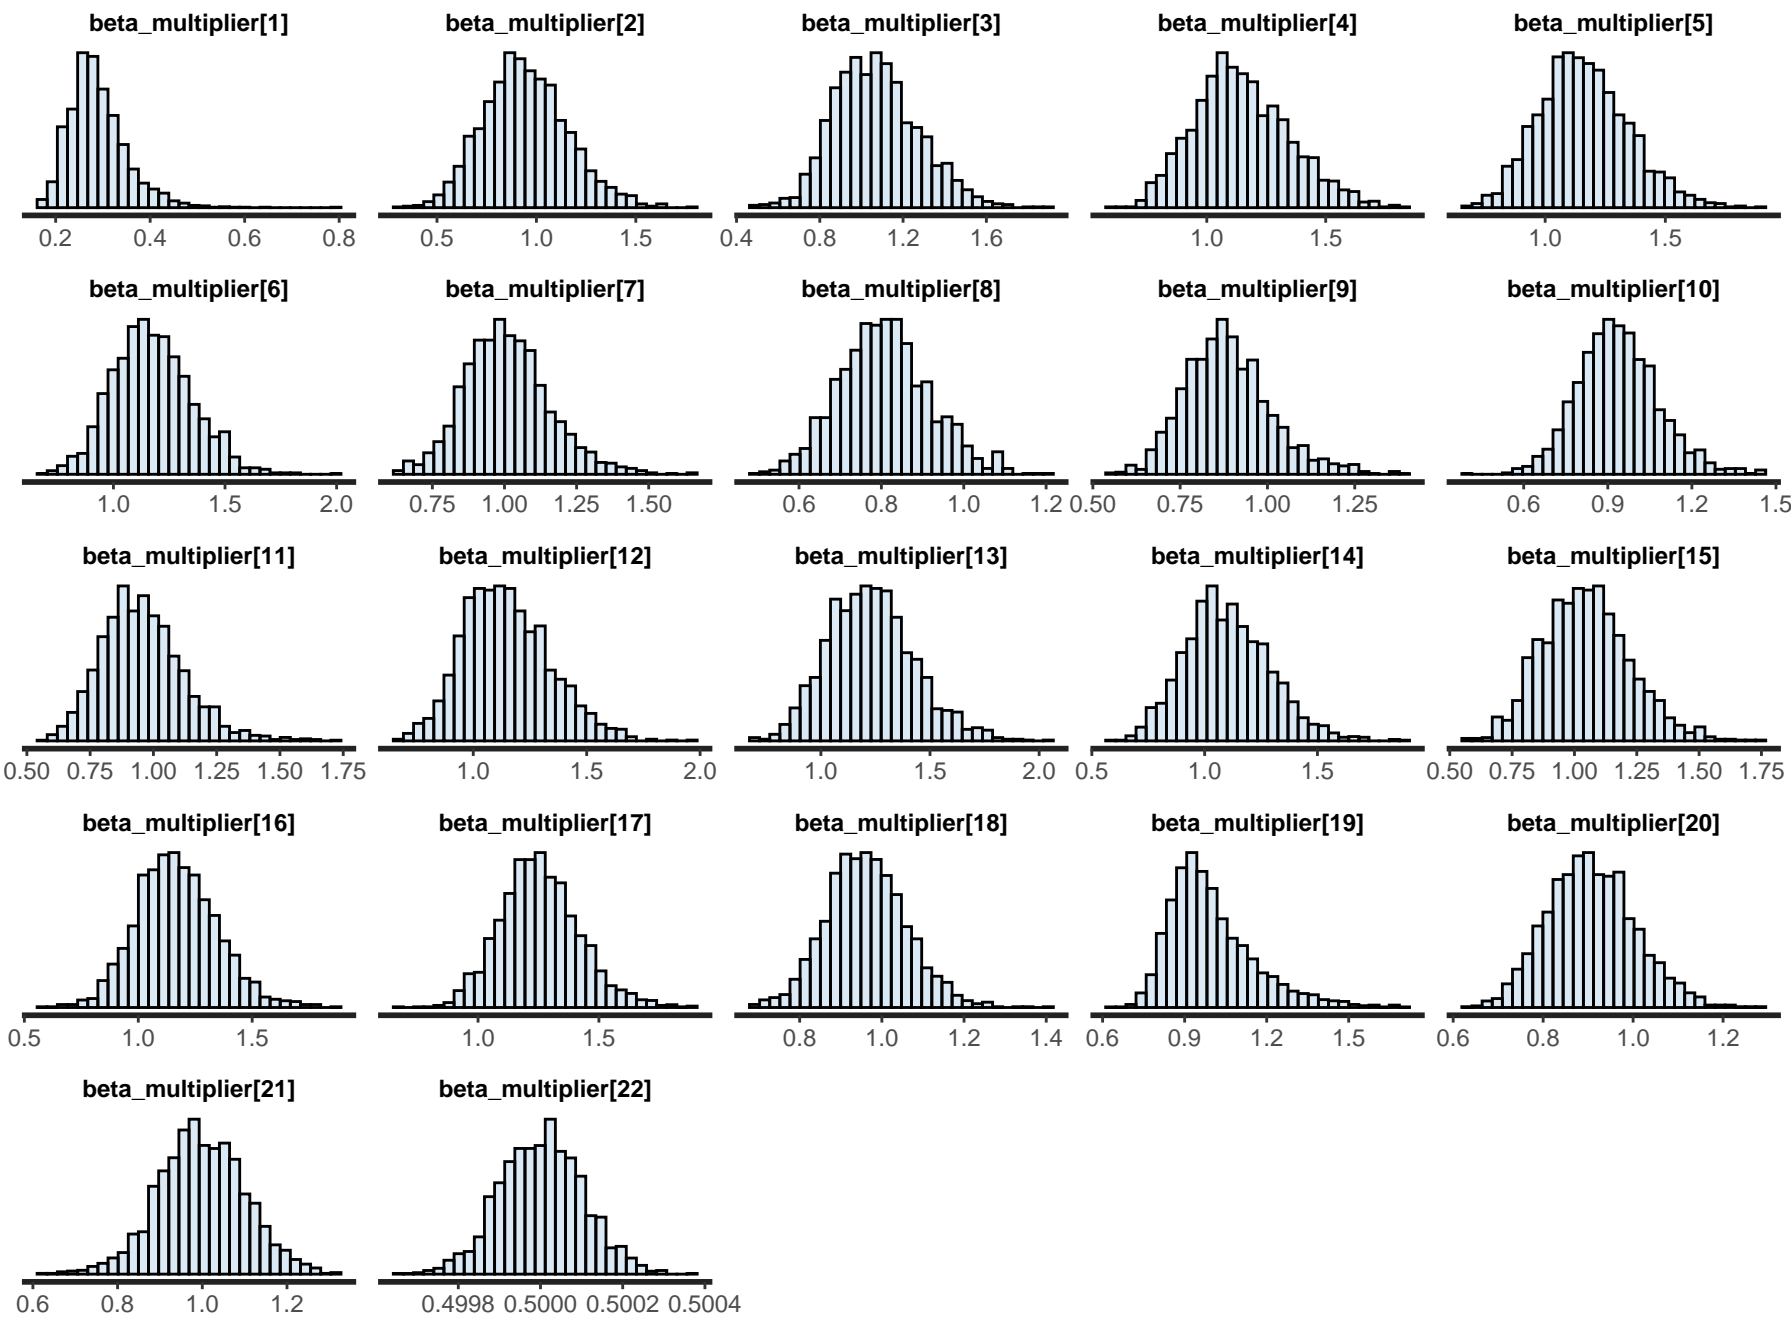 beta_multiplier[1] beta_multiplier[2] beta_multiplier[3] beta_multiplier[4] beta_multiplier[5]
0.2 0.4 0.6 0.8 0.5 1.0 1.5 0.4 0.8 1.2 1.6 1.0 1.5 1.0 1.5
beta_multiplier[6] beta_multiplier[7] beta_multiplier[8] beta_multiplier[9] beta_multiplier[10]
1.0 1.5 2.0 0.75 1.00 1.25 1.50 0.6 0.8 1.0 1.2 0.50 0.75 1.00 1.25 0.6 0.9 1.2 1.5
beta_multiplier[11] beta_multiplier[12] beta_multiplier[13] beta_multiplier[14] beta_multiplier[15]
0.50 0.75 1.00 1.25 1.50 1.75 1.0 1.5 2.0 1.0 1.5 2.0 0.5 1.0 1.5 0.50 0.75 1.00 1.25 1.50 1.75
beta_multiplier[16] beta_multiplier[17] beta_multiplier[18] beta_multiplier[19] beta_multiplier[20]
0.5 1.0 1.5 1.0 1.5 0.8 1.0 1.2 1.4 0.6 0.9 1.2 1.5 0.6 0.8 1.0 1.2
beta_multiplier[21] beta_multiplier[22]
0.6 0.8 1.0 1.2 0.4998 0.5000 0.5002 0.5004